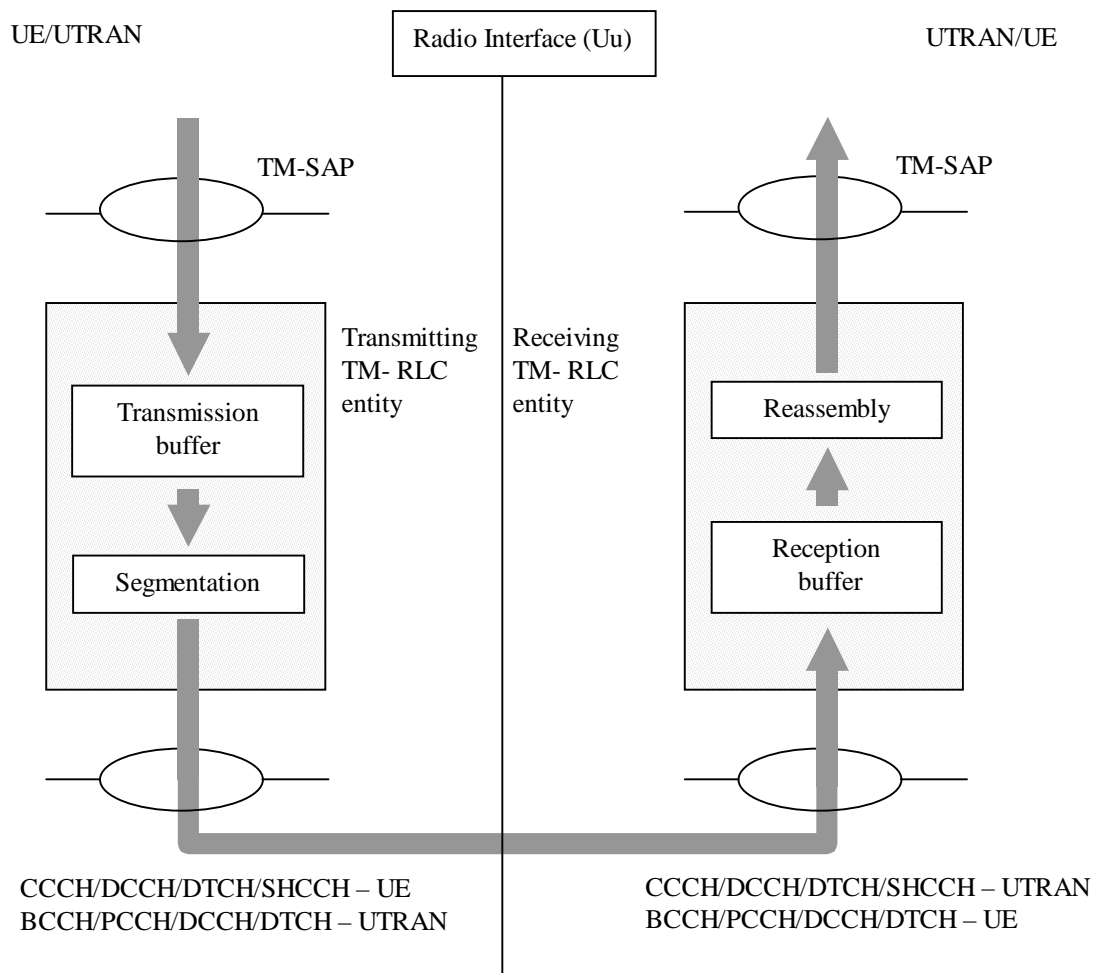 UE/UTRAN
Radio Interface (Uu)
UTRAN/UE
TM-SAP
TM-SAP
Transmitting
TM- RLC
entity
Receiving
TM- RLC
entity
Transmission
buffer
Segmentation
Reassembly
Reception
buffer
CCCH/DCCH/DTCH/SHCCH – UE
BCCH/PCCH/DCCH/DTCH – UTRAN
CCCH/DCCH/DTCH/SHCCH – UTRAN
BCCH/PCCH/DCCH/DTCH – UE